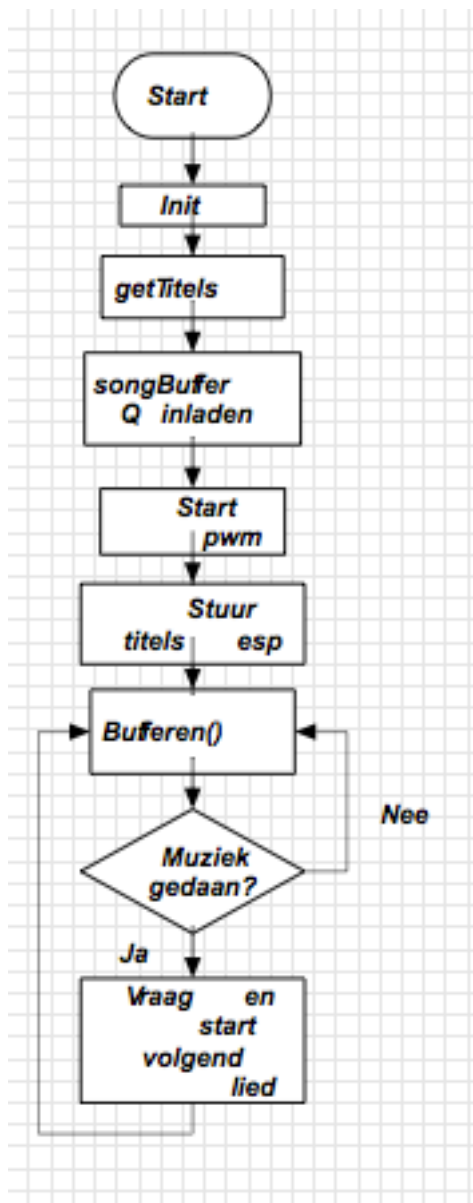 Start
Init
getTitels
songBuffer
Q inladen
Start
pwm
Stuur
titels esp
Bufferen()
Nee
Muziek
gedaan?
Ja
Vraag en
start
volgend
lied